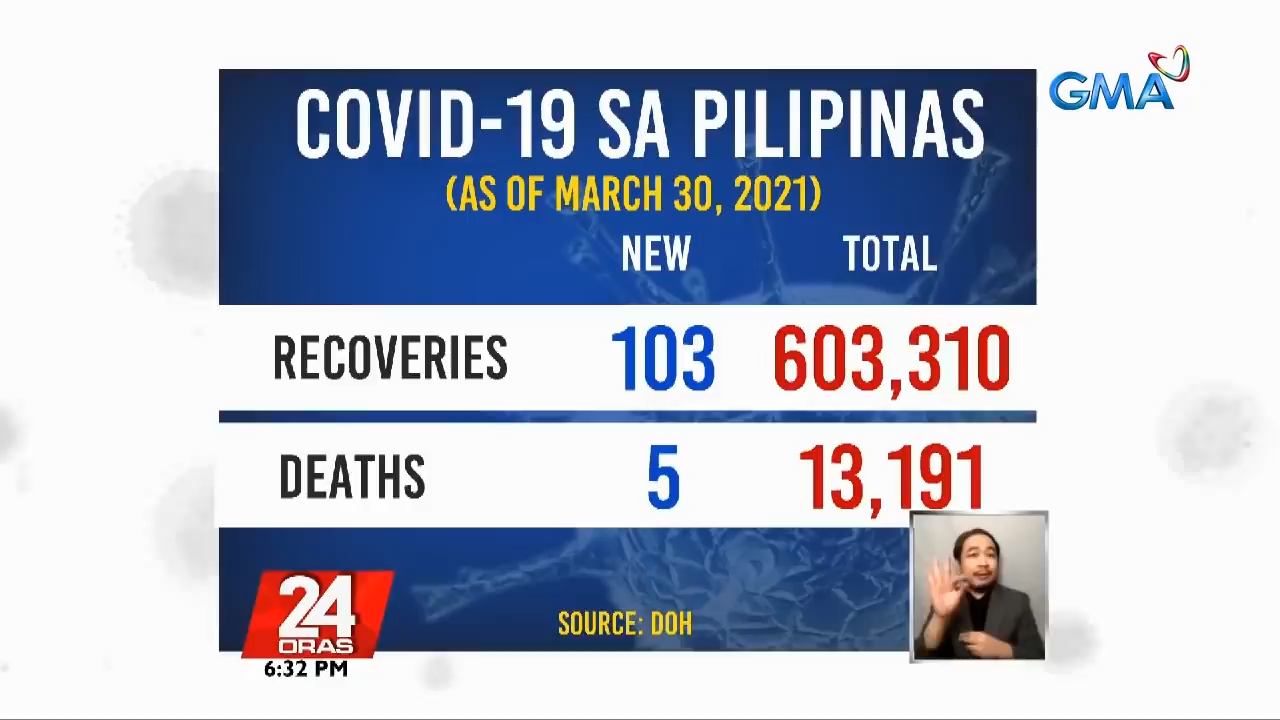 GMA
COVID-19 SA PILIPINAS
(AS OF MARCH 30, 2021)
NEW TOTAL
RECOVERIES 103 603,310
DEATHS 5 13,191
SOURCE: DOH
24
ORAS
6:32 PM